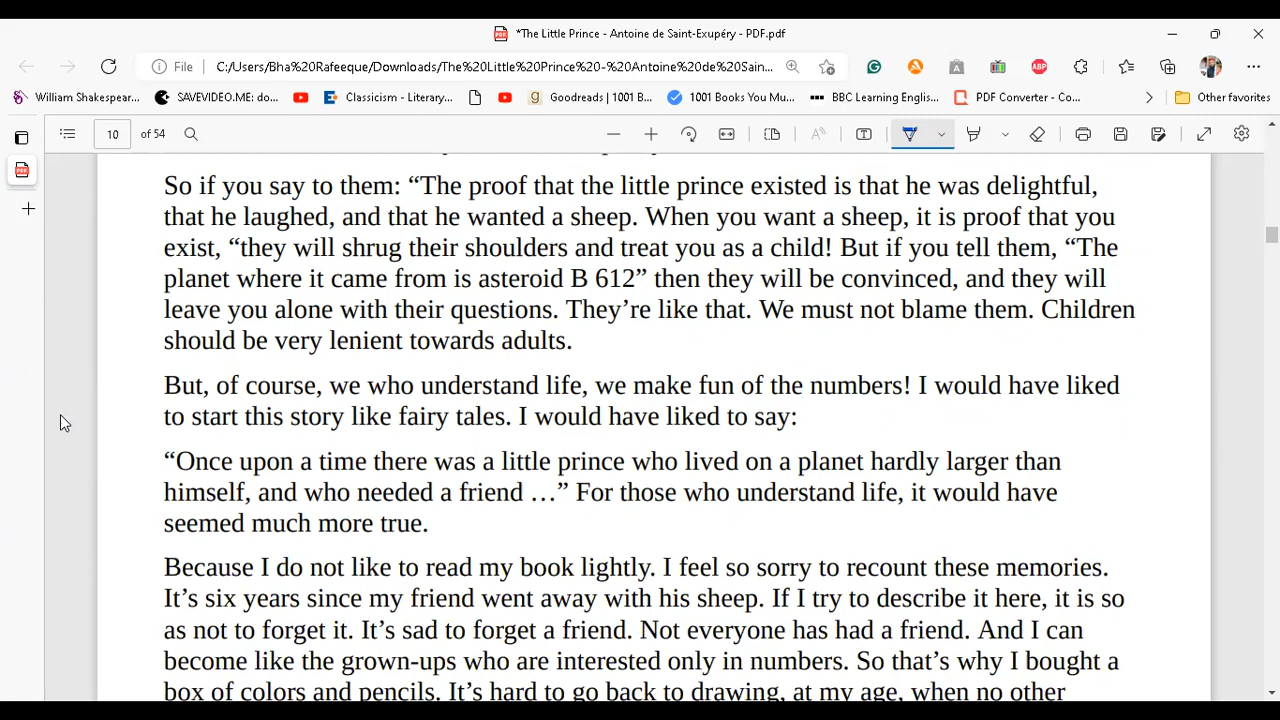 *The Little Prince - Antoine de Saint-Exupéry - PDF.pdf
File C:/Users/Bha%20Rafeeque/Downloads/The%20Little%20Prince%20-%20Antoine%20de%20Sain...
William Shakespear... SAVEVIDEO.ME: do... Classicism - Literary... Goodreads | 1001 B... 1001 Books You Mu... BBC Learning Englis... PDF Converter - Co... Other favorites
10 of 54
So if you say to them: “The proof that the little prince existed is that he was delightful,
that he laughed, and that he wanted a sheep. When you want a sheep, it is proof that you
exist, “they will shrug their shoulders and treat you as a child! But if you tell them, “The
planet where it came from is asteroid B 612” then they will be convinced, and they will
leave you alone with their questions. They’re like that. We must not blame them. Children
should be very lenient towards adults.
But, of course, we who understand life, we make fun of the numbers! I would have liked
to start this story like fairy tales. I would have liked to say:
“Once upon a time there was a little prince who lived on a planet hardly larger than
himself, and who needed a friend …” For those who understand life, it would have
seemed much more true.
Because I do not like to read my book lightly. I feel so sorry to recount these memories.
It’s six years since my friend went away with his sheep. If I try to describe it here, it is so
as not to forget it. It’s sad to forget a friend. Not everyone has had a friend. And I can
become like the grown-ups who are interested only in numbers. So that’s why I bought a
box of colors and pencils. It’s hard to go back to drawing, at my age, when no other